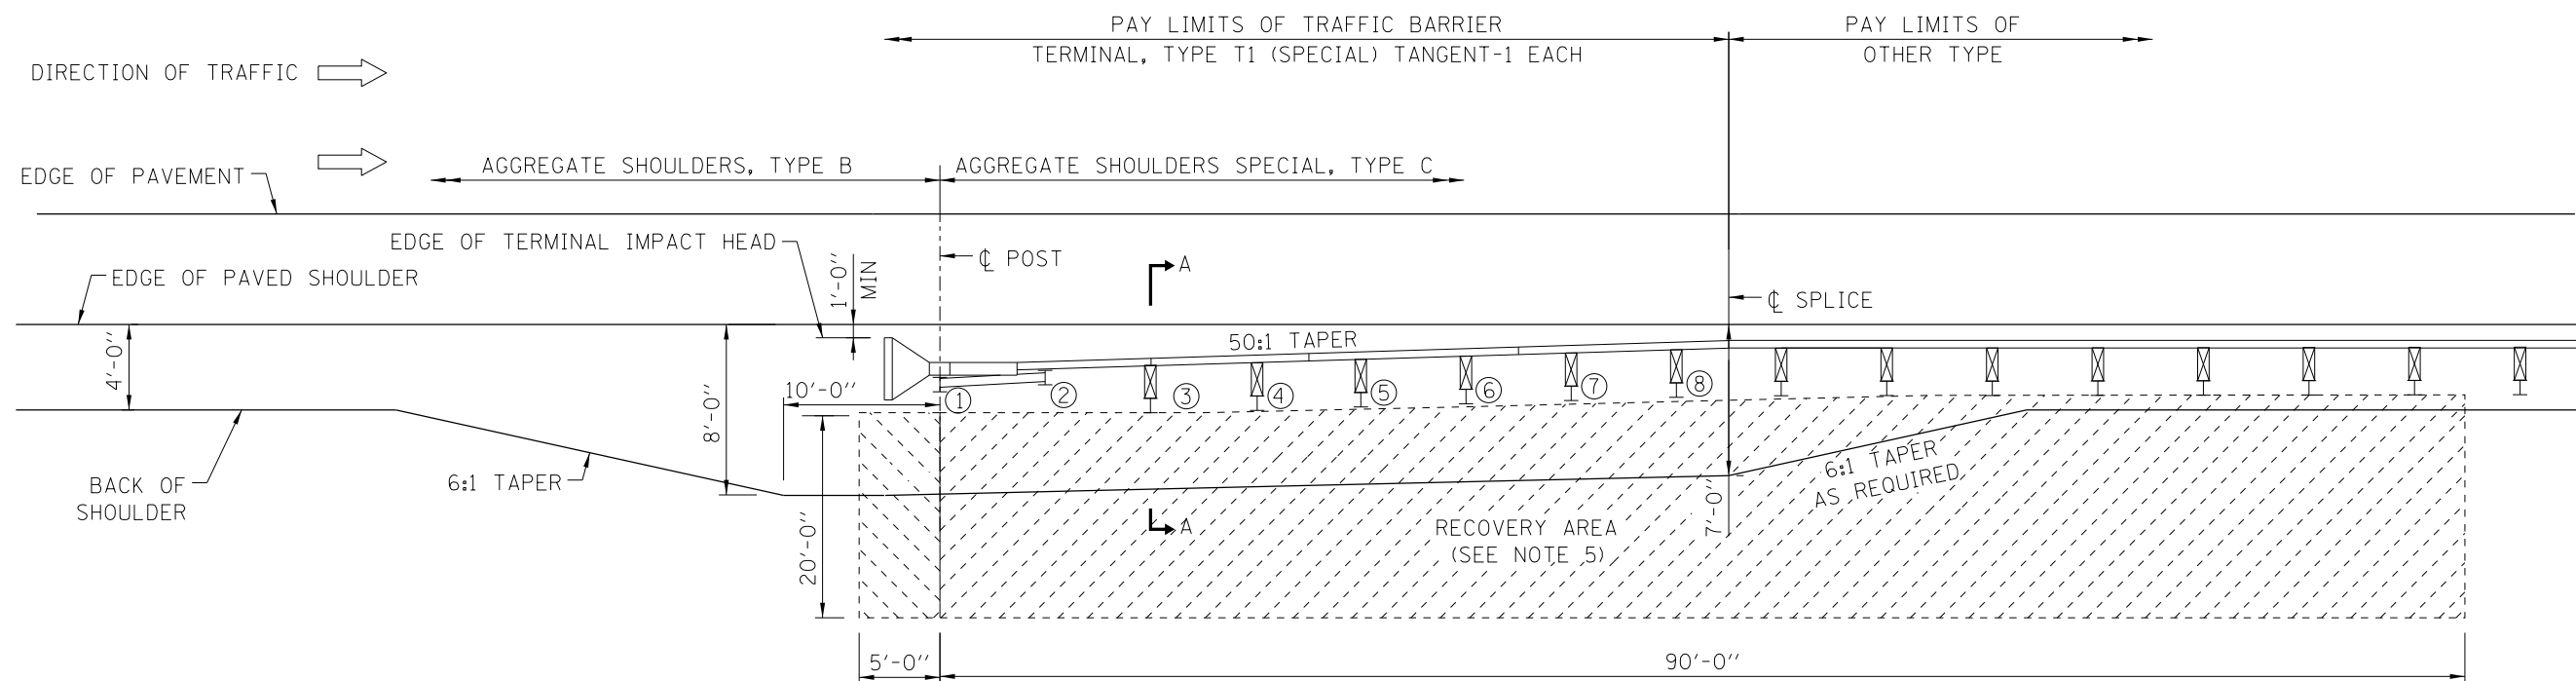 PAY LIMITS OF TRAFFIC BARRIER
TERMINAL, TYPE T1 (SPECIAL) TANGENT-1 EACH
PAY LIMITS OF
OTHER TYPE
DIRECTION OF TRAFFIC
AGGREGATE SHOULDERS, TYPE B
AGGREGATE SHOULDERS SPECIAL, TYPE C
EDGE OF PAVEMENT
EDGE OF TERMINAL IMPACT HEAD
1'-0"
MIN
℄ POST
A
EDGE OF PAVED SHOULDER
℄ SPLICE
50:1 TAPER
4'-0"
8'-0"
10'-0"
1
2
3
4
5
6
7
8
BACK OF
SHOULDER
6:1 TAPER
20'-0"
A
RECOVERY AREA
(SEE NOTE 5)
7'-0"
6:1 TAPER
AS REQUIRED
5'-0"
90'-0"